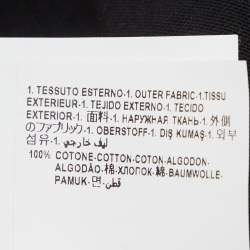 1. TESSUTO ESTERNO-1. OUTER FABRIC-1.TISSU
EXTERIEUR-1. TEJIDO EXTERNO-1. TECIDO
EXTERIOR-1. 面料-1. НАРУЖНАЯ ТКАНЬ-1. 外側
のファブリック-1. OBERSTOFF-1. DIŞ KUMAŞ-1. 외부
섬유-1. ليف خارجي
100% COTONE-COTTON-COTON-ALGODON-
ALGODÃO-棉-ХЛОПОК-綿-BAUMWOLLE-
PAMUK-면-قطن